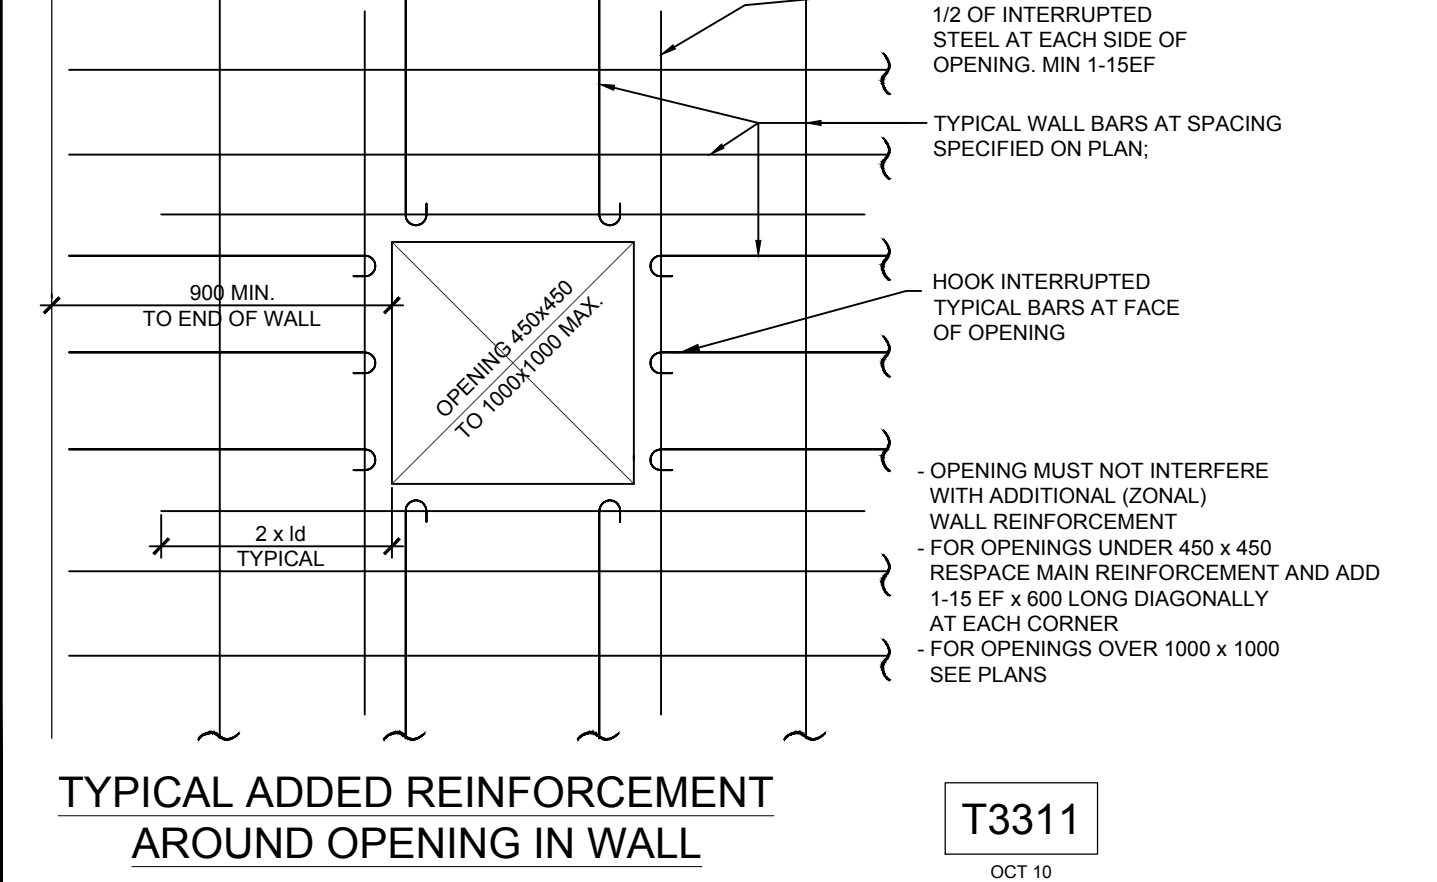 1/2 OF INTERRUPTED
STEEL AT EACH SIDE OF
OPENING. MIN 1-15EF
TYPICAL WALL BARS AT SPACING
SPECIFIED ON PLAN;
HOOK INTERRUPTED
TYPICAL BARS AT FACE
OF OPENING
900 MIN.
TO END OF WALL
OPENING 450x450
TO 1000x1000 MAX.
2 x ld
TYPICAL
- OPENING MUST NOT INTERFERE
WITH ADDITIONAL (ZONAL)
WALL REINFORCEMENT
- FOR OPENINGS UNDER 450 x 450
RESPACE MAIN REINFORCEMENT AND ADD
1-15 EF x 600 LONG DIAGONALLY
AT EACH CORNER
- FOR OPENINGS OVER 1000 x 1000
SEE PLANS
TYPICAL ADDED REINFORCEMENT
AROUND OPENING IN WALL
T3311
OCT 10